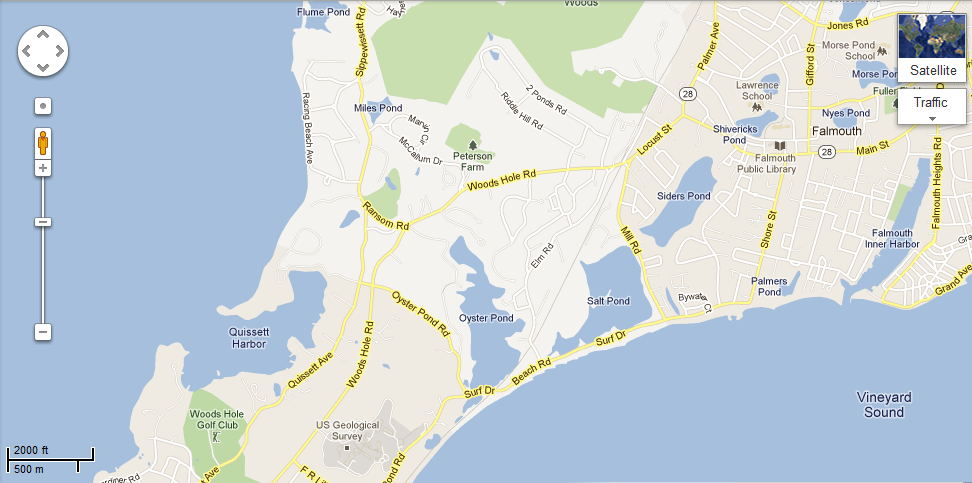 Flume Pond
Woods
Jones Rd
Slippewissett Rd
Palmer Ave
Gifford St
Morse Pond
School
Satellite
Lawrence
School
Morse Pond
Traffic
2 Ponds Rd
Riddle Hill Rd
Racing Beach Ave
Miles Pond
28
Nyes Pond
Shivericks
Pond
Falmouth
Locust St
McCallum Dr
Peterson
Farm
Falmouth
Public Library
28
Main St
Woods Hole Rd
Falmouth Heights Rd
Siders Pond
Ransom Rd
Mill Rd
Shore St
Falmouth
Inner Harbor
Elm Rd
Palmers
Pond
Grand Ave
Oyster Pond Rd
Salt Pond
Bywater Ct
Oyster Pond
Quissett
Harbor
Surf Dr
Woods Hole Rd
Quissett Ave
Beach Rd
Surf Dr
Vineyard
Sound
Woods Hole
Golf Club
US Geological
Survey
2000 ft
500 m